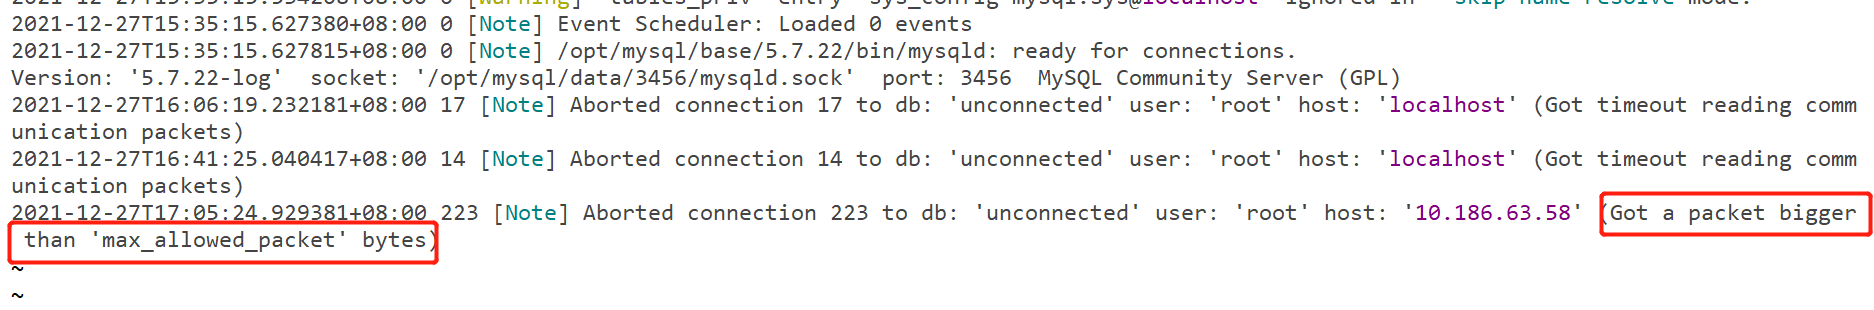 2021-12-27T15:35:15.627380+08:00 0 [Note] Event Scheduler: Loaded 0 events
2021-12-27T15:35:15.627815+08:00 0 [Note] /opt/mysql/base/5.7.22/bin/mysqld: ready for connections.
Version: '5.7.22-log'  socket: '/opt/mysql/data/3456/mysqld.sock'  port: 3456  MySQL Community Server (GPL)
2021-12-27T16:06:19.232181+08:00 17 [Note] Aborted connection 17 to db: 'unconnected' user: 'root' host: 'localhost' (Got timeout reading comm
unication packets)
2021-12-27T16:41:25.040417+08:00 14 [Note] Aborted connection 14 to db: 'unconnected' user: 'root' host: 'localhost' (Got timeout reading comm
unication packets)
2021-12-27T17:05:24.929381+08:00 223 [Note] Aborted connection 223 to db: 'unconnected' user: 'root' host: '10.186.63.58' (Got a packet bigger
 than 'max_allowed_packet' bytes)
~
~